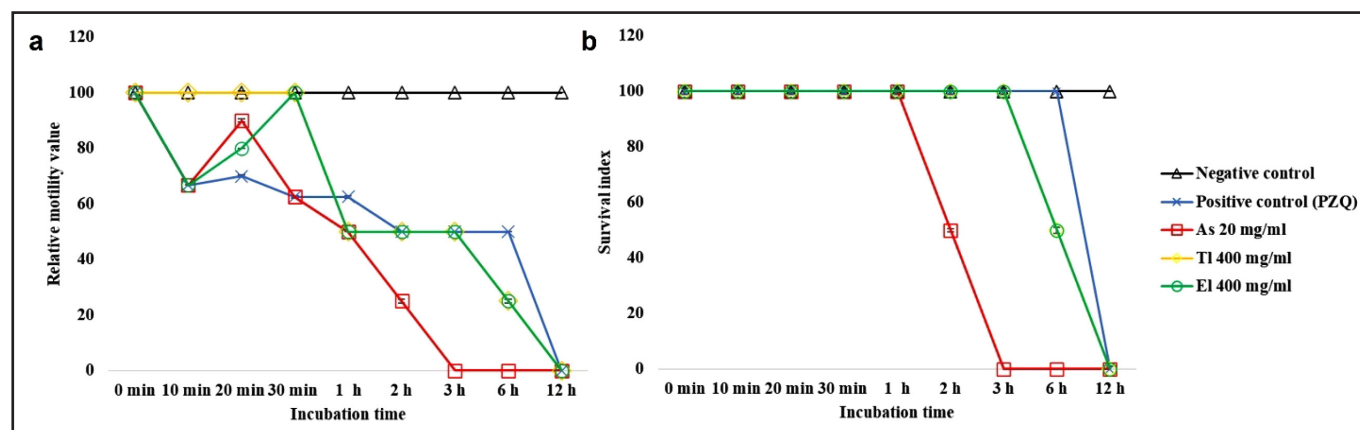 a
120
100
80
60
40
20
0
Relative motility value
0 min 10 min 20 min 30 min 1 h 2 h 3 h 6 h 12 h
Incubation time
b
120
100
80
60
40
20
0
Survival index
0 min 10 min 20 min 30 min 1 h 2 h 3 h 6 h 12 h
Incubation time
Negative control
Positive control (PZQ)
As 20 mg/ml
Tl 400 mg/ml
El 400 mg/ml